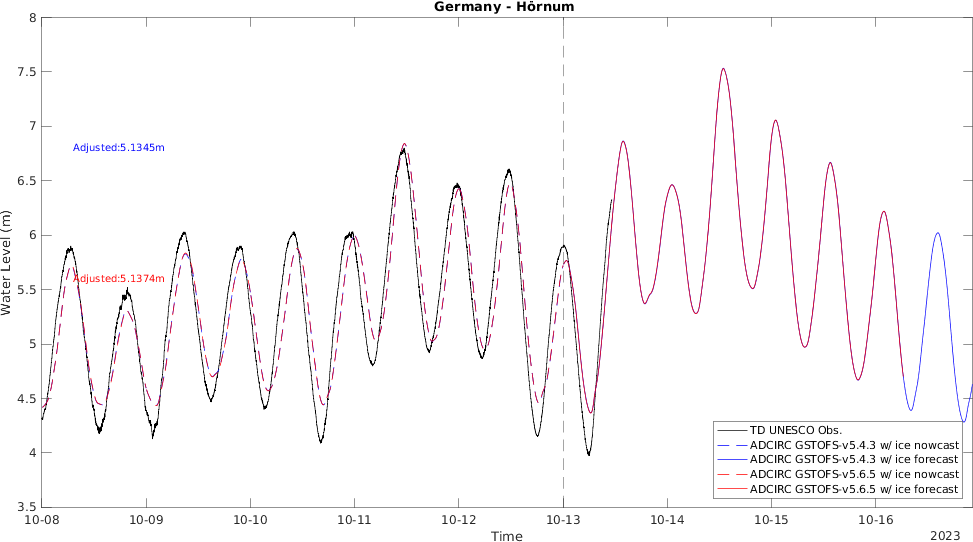 Germany - Hörnum
8
7.5
7
6.5
6
5.5
5
4.5
4
3.5
Water Level (m)
Adjusted:5.1345m
Adjusted:5.1374m
TD UNESCO Obs.
ADCIRC GSTOFS-v5.4.3 w/ ice nowcast
ADCIRC GSTOFS-v5.4.3 w/ ice forecast
ADCIRC GSTOFS-v5.6.5 w/ ice nowcast
ADCIRC GSTOFS-v5.6.5 w/ ice forecast
10-08 10-09 10-10 10-11 10-12 10-13 10-14 10-15 10-16
Time
2023